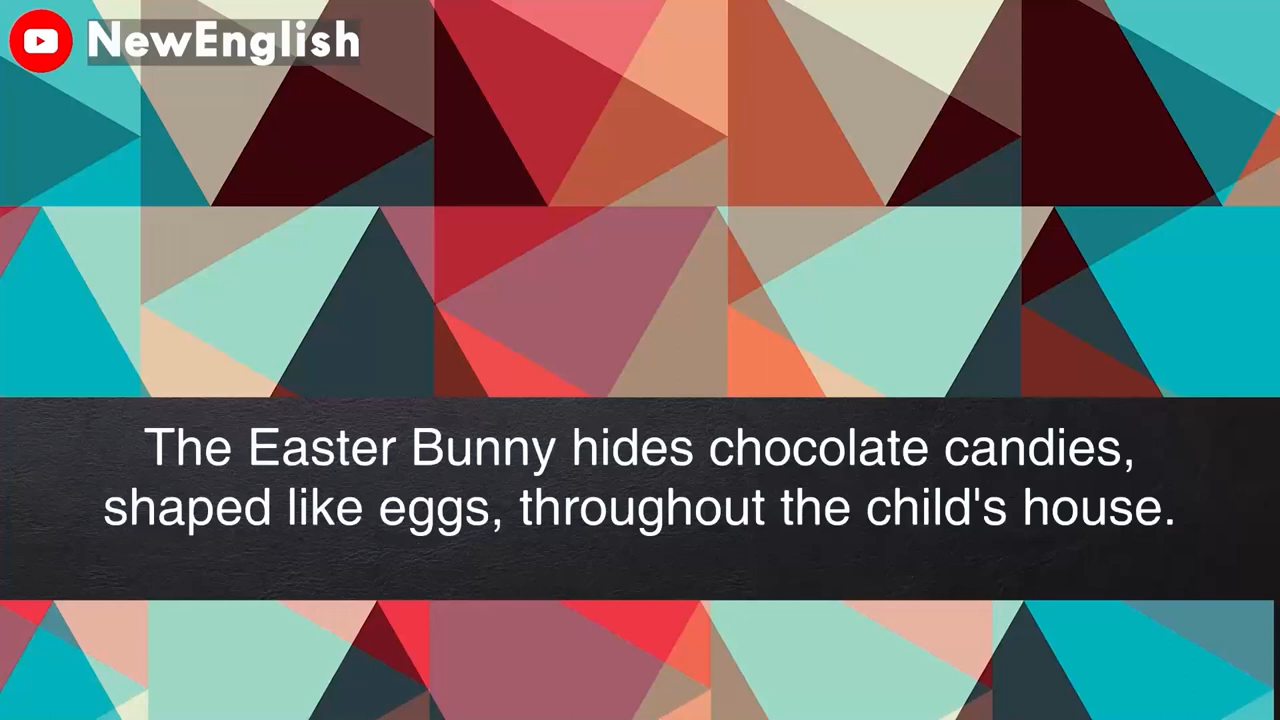 NewEnglish
The Easter Bunny hides chocolate candies,
shaped like eggs, throughout the child's house.